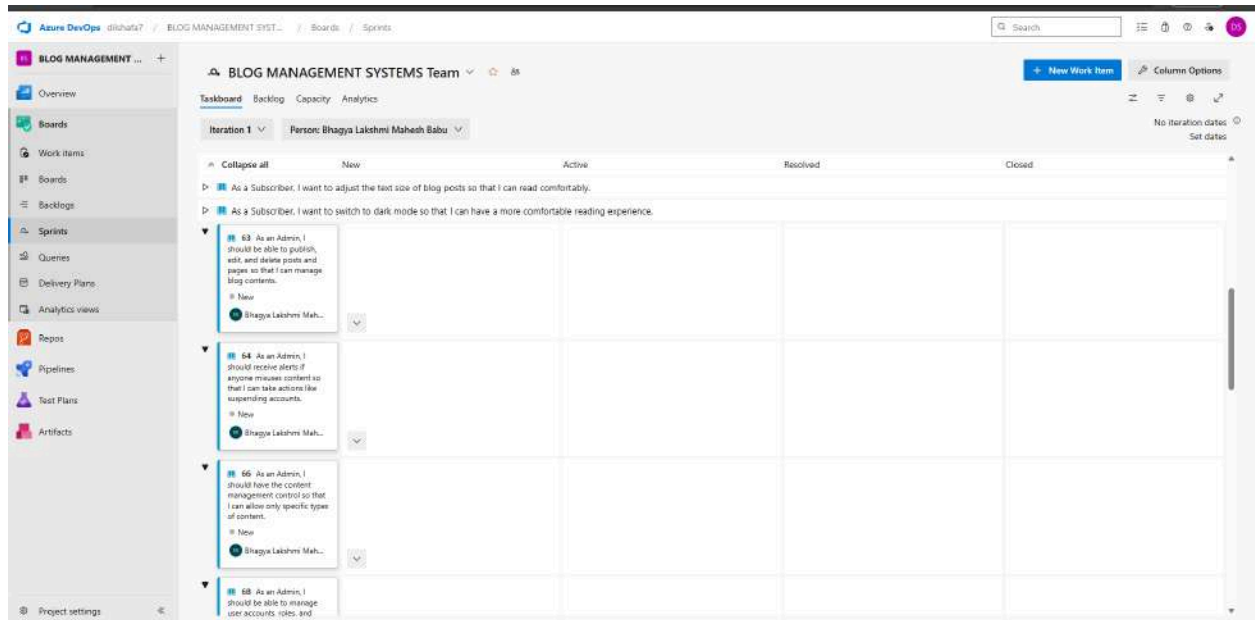 Azure DevOps dikshata7 / BLOG MANAGEMENT SYST... / Boards / Sprints
Search
DS
BLOG MANAGEMENT ... +
Overview
Boards
Work items
Boards
Backlogs
Sprints
Queries
Delivery Plans
Analytics views
Repos
Pipelines
Test Plans
Artifacts
Project settings
BLOG MANAGEMENT SYSTEMS Team
+ New Work Item
Column Options
Taskboard Backlog Capacity Analytics
Iteration 1
Person: Bhagya Lakshmi Mahesh Babu
No iteration dates
Set dates
Collapse all New Active Resolved Closed
As a Subscriber, I want to adjust the text size of blog posts so that I can read comfortably.
As a Subscriber, I want to switch to dark mode so that I can have a more comfortable reading experience.
63 As an Admin, I
should be able to publish,
edit, and delete posts and
pages so that I can manage
blog contents.
New
Bhagya Lakshmi Mah...
64 As an Admin, I
should receive alerts if
anyone misuses content so
that I can take actions like
suspending accounts.
New
Bhagya Lakshmi Mah...
66 As an Admin, I
should have the content
management control so that
I can allow only specific types
of content.
New
Bhagya Lakshmi Mah...
68 As an Admin, I
should be able to manage
user accounts, roles, and